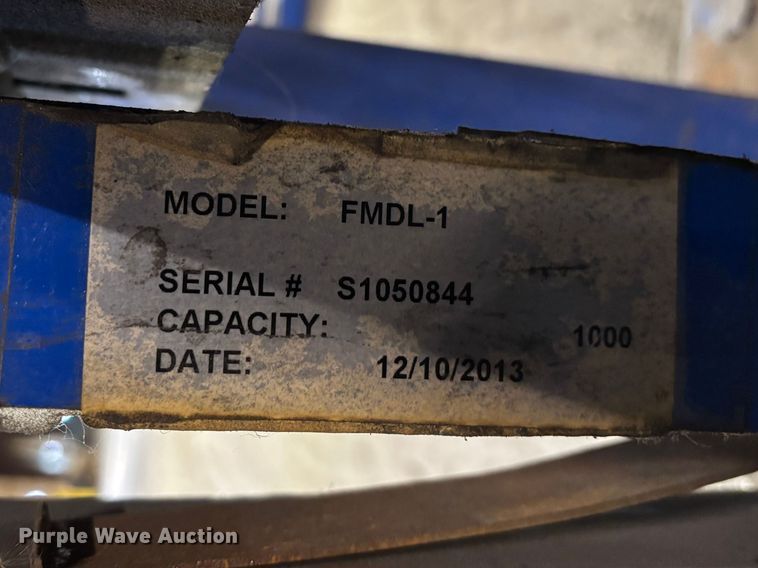 MODEL: FMDL-1
SERIAL # S1050844
CAPACITY: 1000
DATE: 12/10/2013
Purple Wave Auction